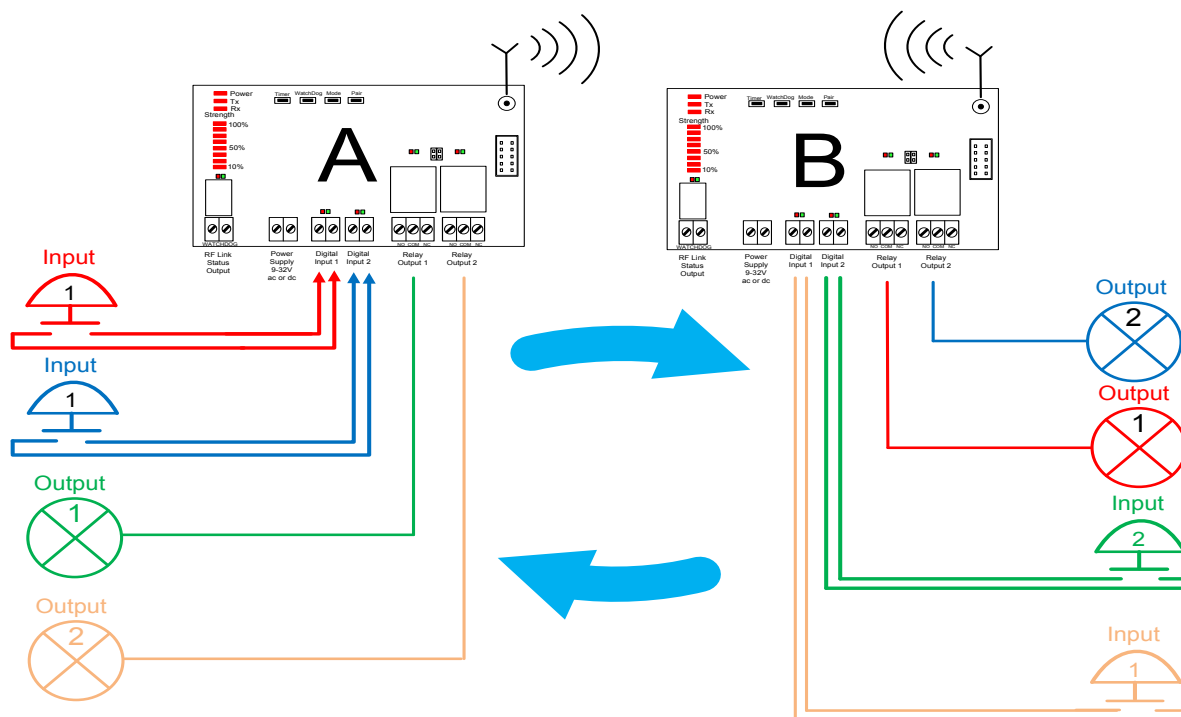 Power
Tx
Rx
Strength
100%
50%
10%
Timer WatchDog Mode Pair
A
WATCHDOG
NO COM NC
NO COM NC
RF Link
Status
Output
Power
Supply
9-32V
ac or dc
Digital
Input 1
Digital
Input 2
Relay
Output 1
Relay
Output 2
Power
Tx
Rx
Strength
100%
50%
10%
Timer WatchDog Mode Pair
B
WATCHDOG
NO COM NC
NO COM NC
RF Link
Status
Output
Power
Supply
9-32V
ac or dc
Digital
Input 1
Digital
Input 2
Relay
Output 1
Relay
Output 2
Input
1
Input
1
Output
1
Output
2
Output
2
Output
1
Input
2
Input
1